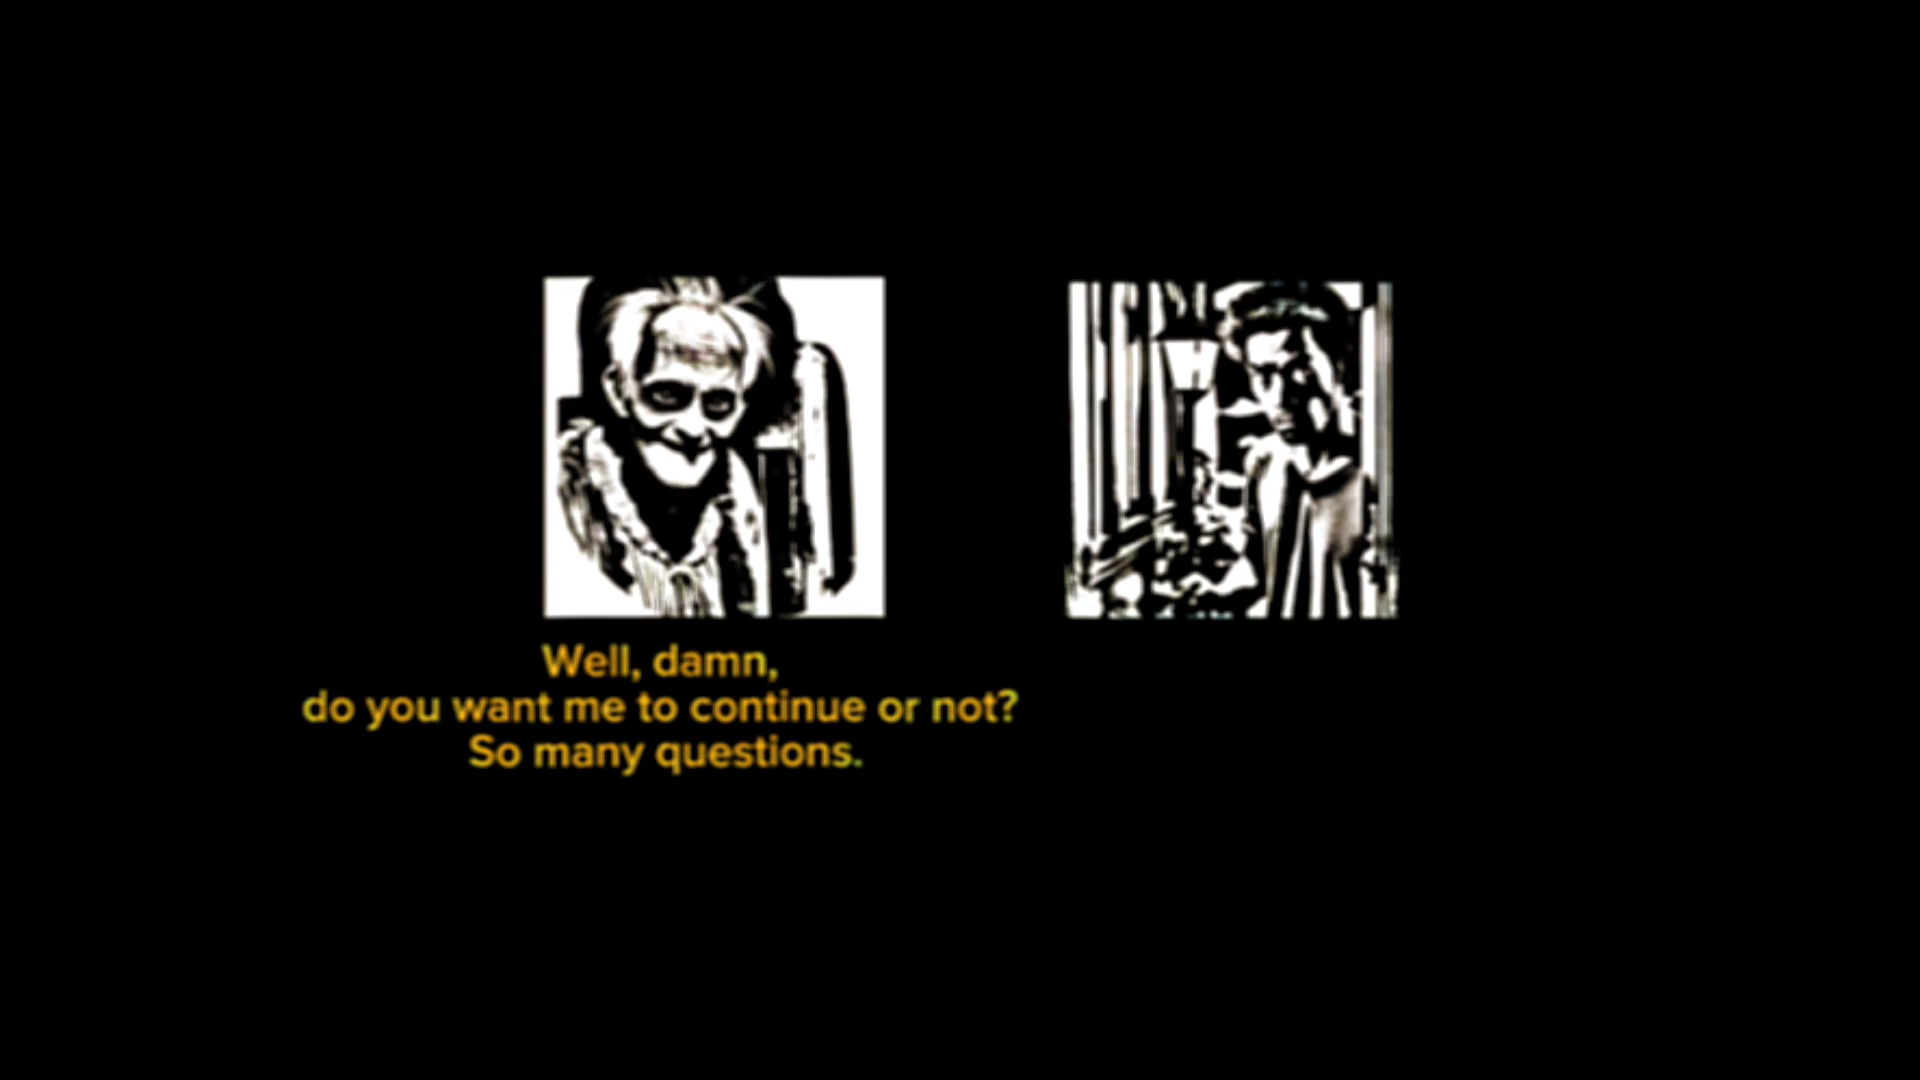 Well, damn,
do you want me to continue or not?
So many questions.